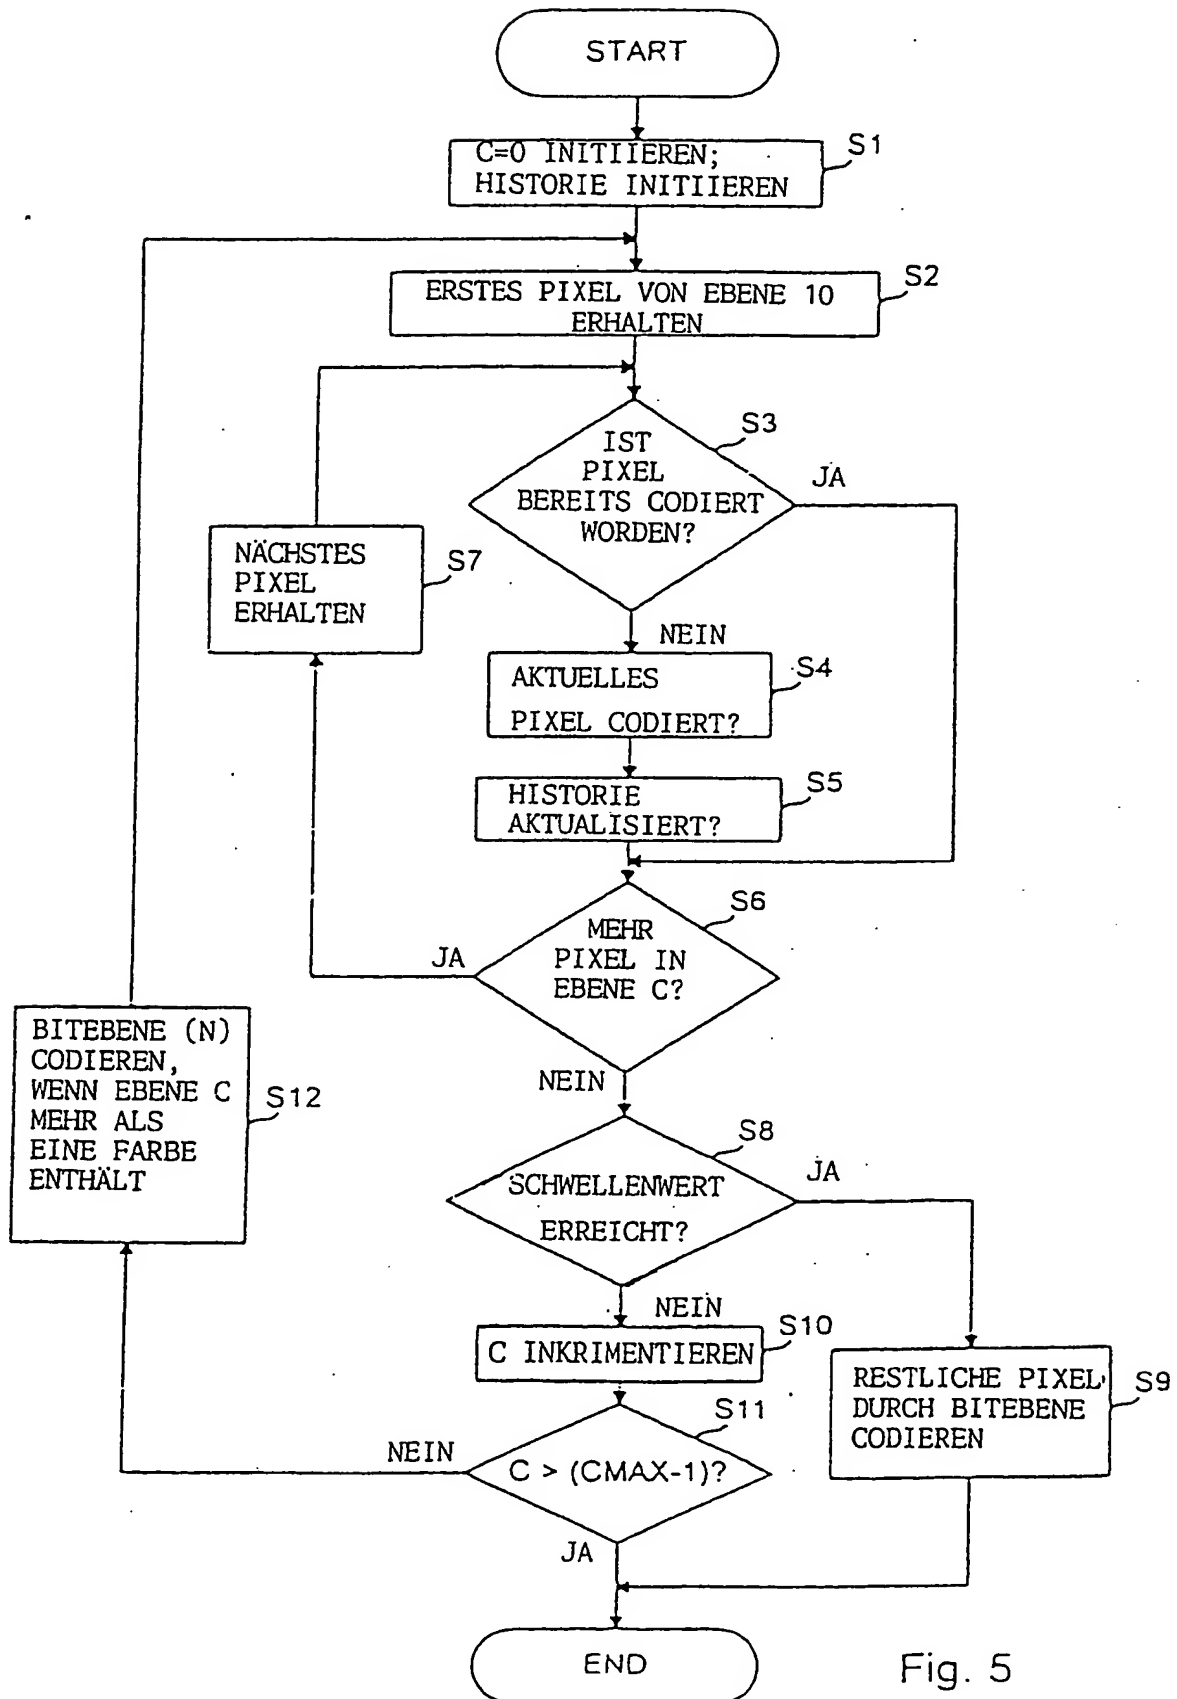 START
S1
C=0 INITIIEREN;
HISTORIE INITIIEREN
S2
ERSTES PIXEL VON EBENE 10
ERHALTEN
S3
IST
PIXEL
BEREITS CODIERT
WORDEN?
JA
NÄCHSTES
PIXEL
ERHALTEN
S7
NEIN
S4
AKTUELLES
PIXEL CODIERT?
S5
HISTORIE
AKTUALISIERT?
S6
MEHR
PIXEL IN
EBENE C?
JA
NEIN
BITEBENE (N)
CODIEREN,
WENN EBENE C
MEHR ALS
EINE FARBE
ENTHÄLT
S12
S8
SCHWELLENWERT
ERREICHT?
JA
NEIN
S10
C INKRIMENTIEREN
S9
RESTLICHE PIXEL
DURCH BITEBENE
CODIEREN
S11
C > (CMAX-1)?
NEIN
JA
END
Fig. 5